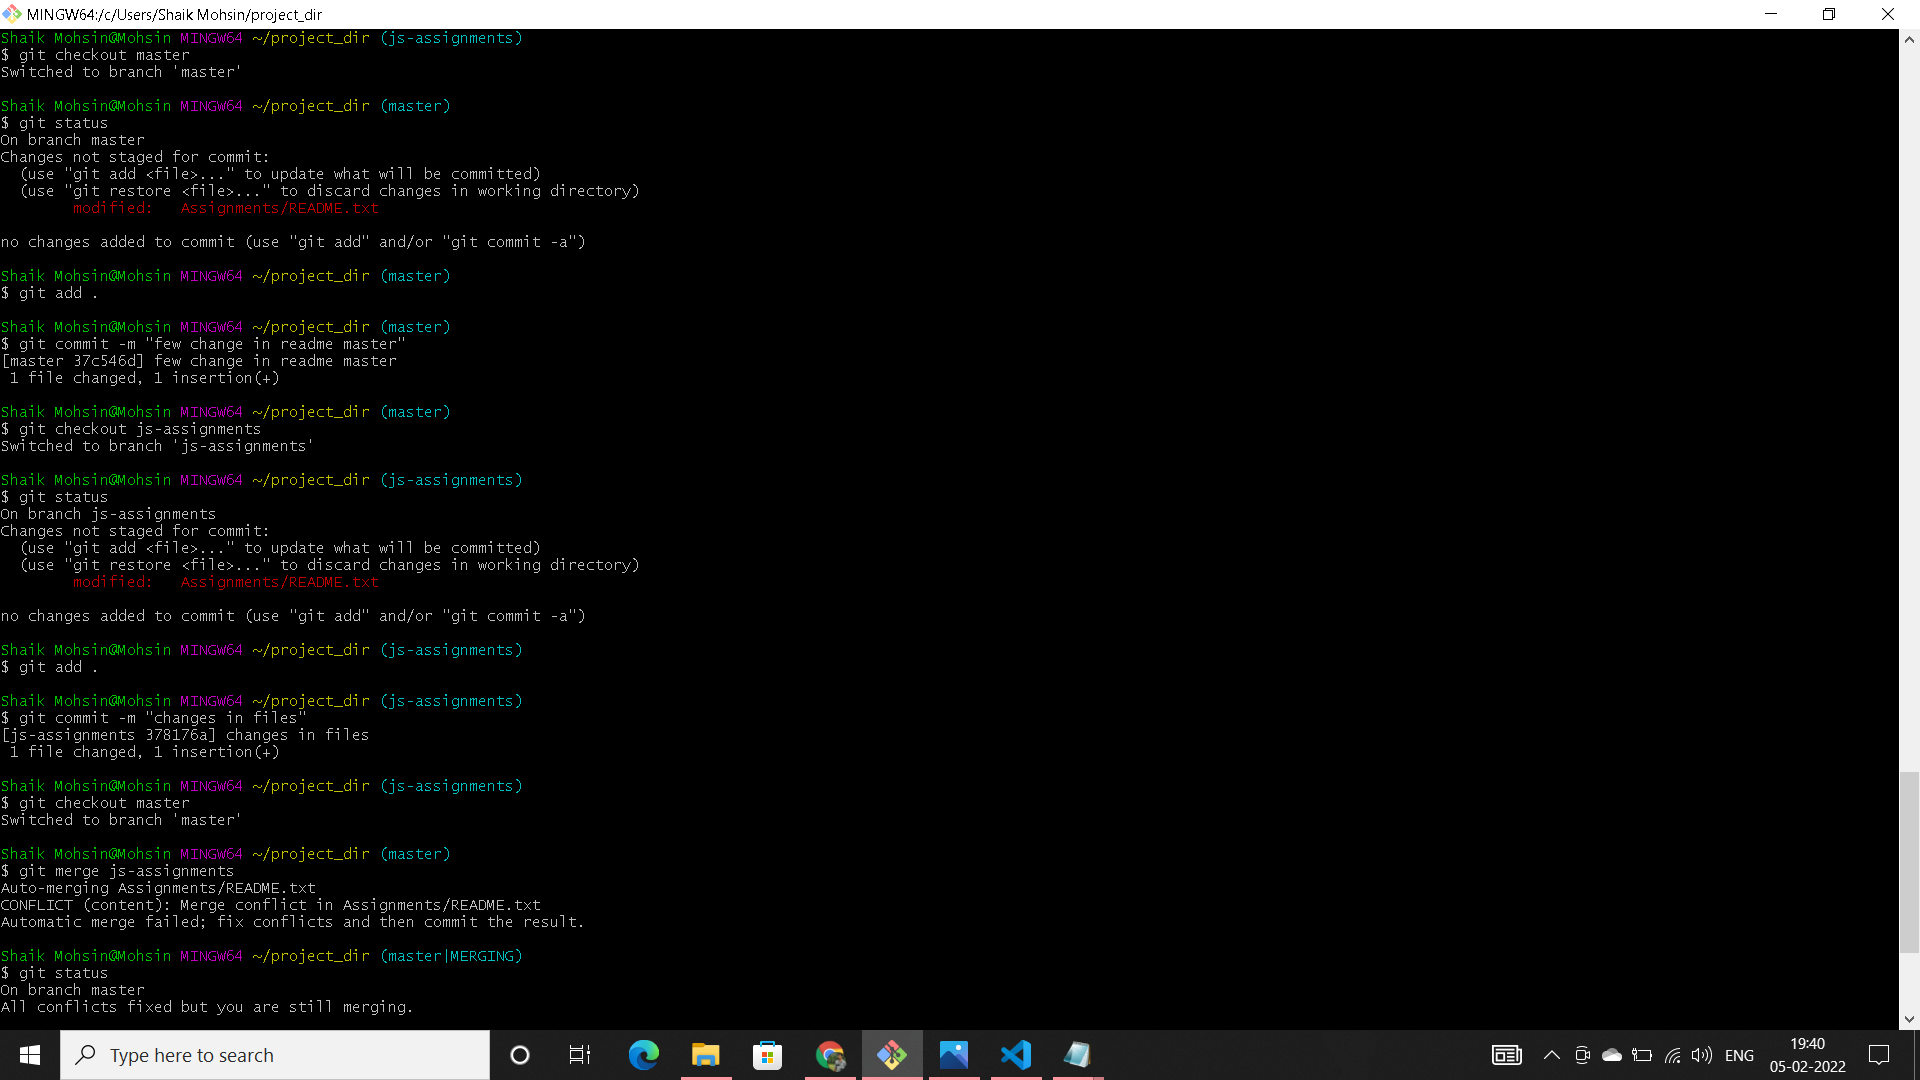 MINGW64:/c/Users/Shaik Mohsin/project_dir
Shaik Mohsin@Mohsin MINGW64 ~/project_dir (js-assignments)
$ git checkout master
Switched to branch 'master'
Shaik Mohsin@Mohsin MINGW64 ~/project_dir (master)
$ git status
On branch master
Changes not staged for commit:
  (use "git add <file>..." to update what will be committed)
  (use "git restore <file>..." to discard changes in working directory)
        modified:   Assignments/README.txt
no changes added to commit (use "git add" and/or "git commit -a")
Shaik Mohsin@Mohsin MINGW64 ~/project_dir (master)
$ git add .
Shaik Mohsin@Mohsin MINGW64 ~/project_dir (master)
$ git commit -m "few change in readme master"
[master 37c546d] few change in readme master
 1 file changed, 1 insertion(+)
Shaik Mohsin@Mohsin MINGW64 ~/project_dir (master)
$ git checkout js-assignments
Switched to branch 'js-assignments'
Shaik Mohsin@Mohsin MINGW64 ~/project_dir (js-assignments)
$ git status
On branch js-assignments
Changes not staged for commit:
  (use "git add <file>..." to update what will be committed)
  (use "git restore <file>..." to discard changes in working directory)
        modified:   Assignments/README.txt
no changes added to commit (use "git add" and/or "git commit -a")
Shaik Mohsin@Mohsin MINGW64 ~/project_dir (js-assignments)
$ git add .
Shaik Mohsin@Mohsin MINGW64 ~/project_dir (js-assignments)
$ git commit -m "changes in files"
[js-assignments 378176a] changes in files
 1 file changed, 1 insertion(+)
Shaik Mohsin@Mohsin MINGW64 ~/project_dir (js-assignments)
$ git checkout master
Switched to branch 'master'
Shaik Mohsin@Mohsin MINGW64 ~/project_dir (master)
$ git merge js-assignments
Auto-merging Assignments/README.txt
CONFLICT (content): Merge conflict in Assignments/README.txt
Automatic merge failed; fix conflicts and then commit the result.
Shaik Mohsin@Mohsin MINGW64 ~/project_dir (master|MERGING)
$ git status
On branch master
All conflicts fixed but you are still merging.
Type here to search
ENG
19:40
05-02-2022